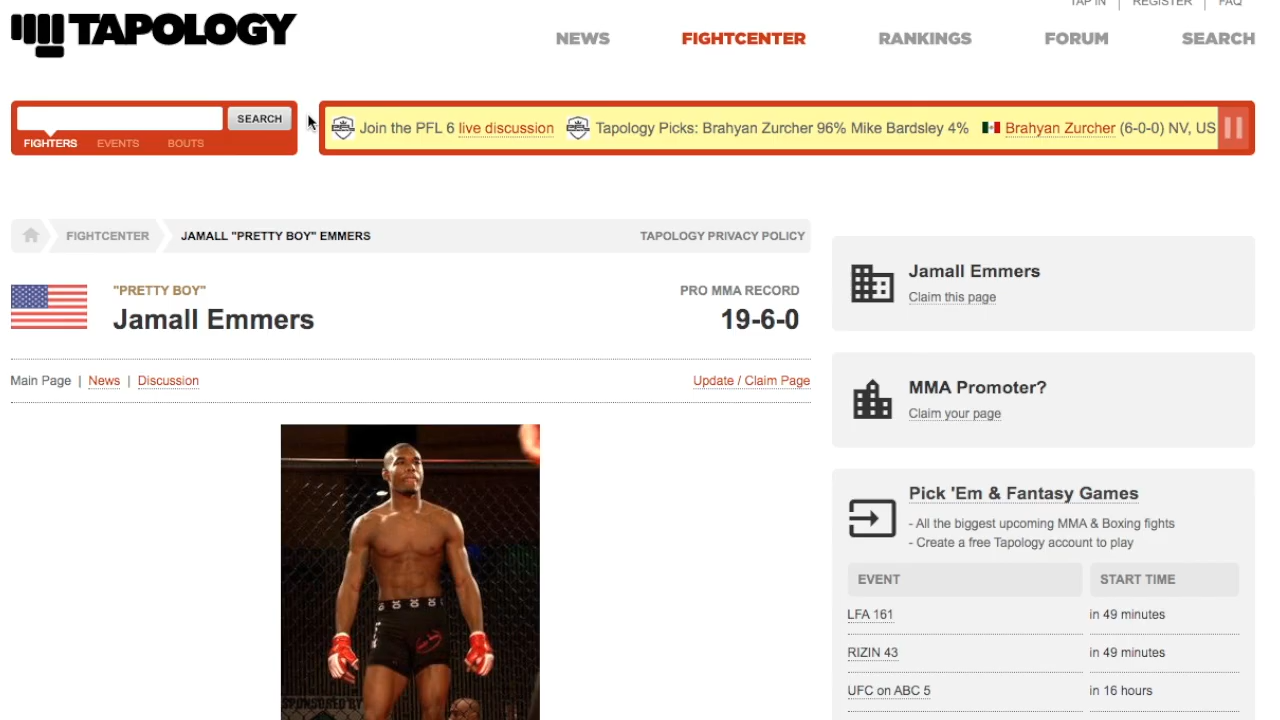 TAP IN | REGISTER | FAQ
TAPOLOGY
NEWS FIGHTCENTER RANKINGS FORUM SEARCH
SEARCH
FIGHTERS EVENTS BOUTS
Join the PFL 6 live discussion Tapology Picks: Brahyan Zurcher 96% Mike Bardsley 4% Brahyan Zurcher (6-0-0) NV, US
FIGHTCENTER JAMALL "PRETTY BOY" EMMERS TAPOLOGY PRIVACY POLICY
"PRETTY BOY" PRO MMA RECORD
Jamall Emmers 19-6-0
Main Page | News | Discussion Update / Claim Page
SPONSORED BY
Jamall Emmers
Claim this page
MMA Promoter?
Claim your page
Pick 'Em & Fantasy Games
- All the biggest upcoming MMA & Boxing fights
- Create a free Tapology account to play
EVENT START TIME
LFA 161 in 49 minutes
RIZIN 43 in 49 minutes
UFC on ABC 5 in 16 hours